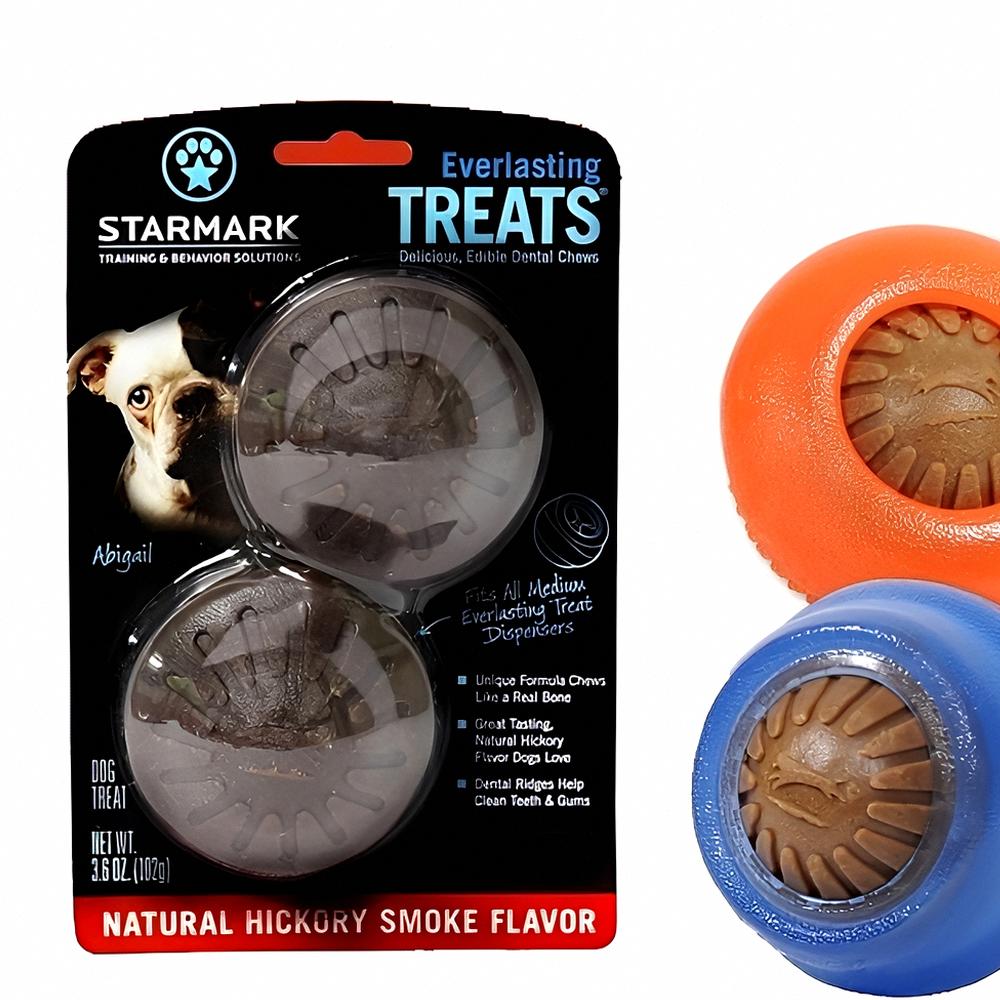 STARMARK
TRAINING & BEHAVIOR SOLUTIONS
Everlasting
TREATS®
Delicious, Edible Dental Chews
Abigail
Fits All Medium
Everlasting Treat
Dispensers
Unique Formula Chews
Like a Real Bone
Great Tasting,
Natural Hickory
Flavor Dogs Love
Dental Ridges Help
Clean Teeth & Gums
DOG
TREAT
NET WT.
3.6 OZ. (102g)
NATURAL HICKORY SMOKE FLAVOR